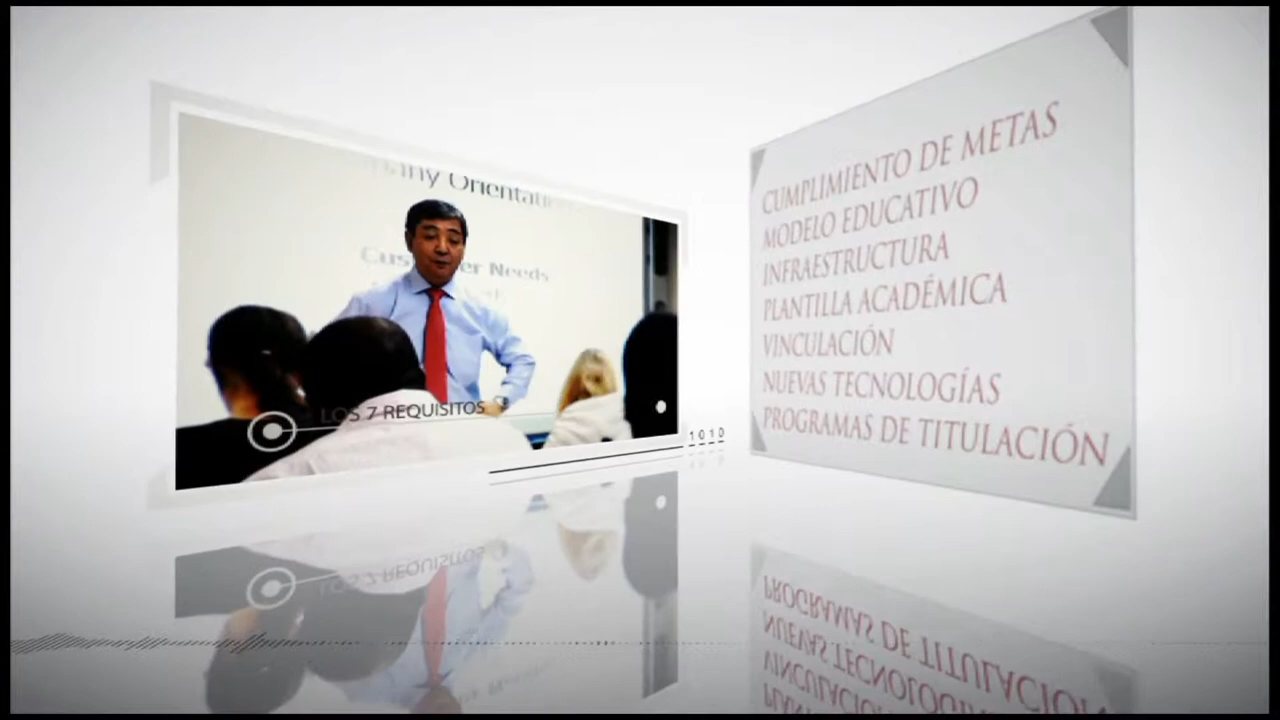 Orientati
Needs
LOS 7 REQUISITOS
1010
CUMPLIMIENTO DE METAS
MODELO EDUCATIVO
INFRAESTRUCTURA
PLANTILLA ACADÉMICA
VINCULACIÓN
NUEVAS TECNOLOGÍAS
PROGRAMAS DE TITULACIÓN